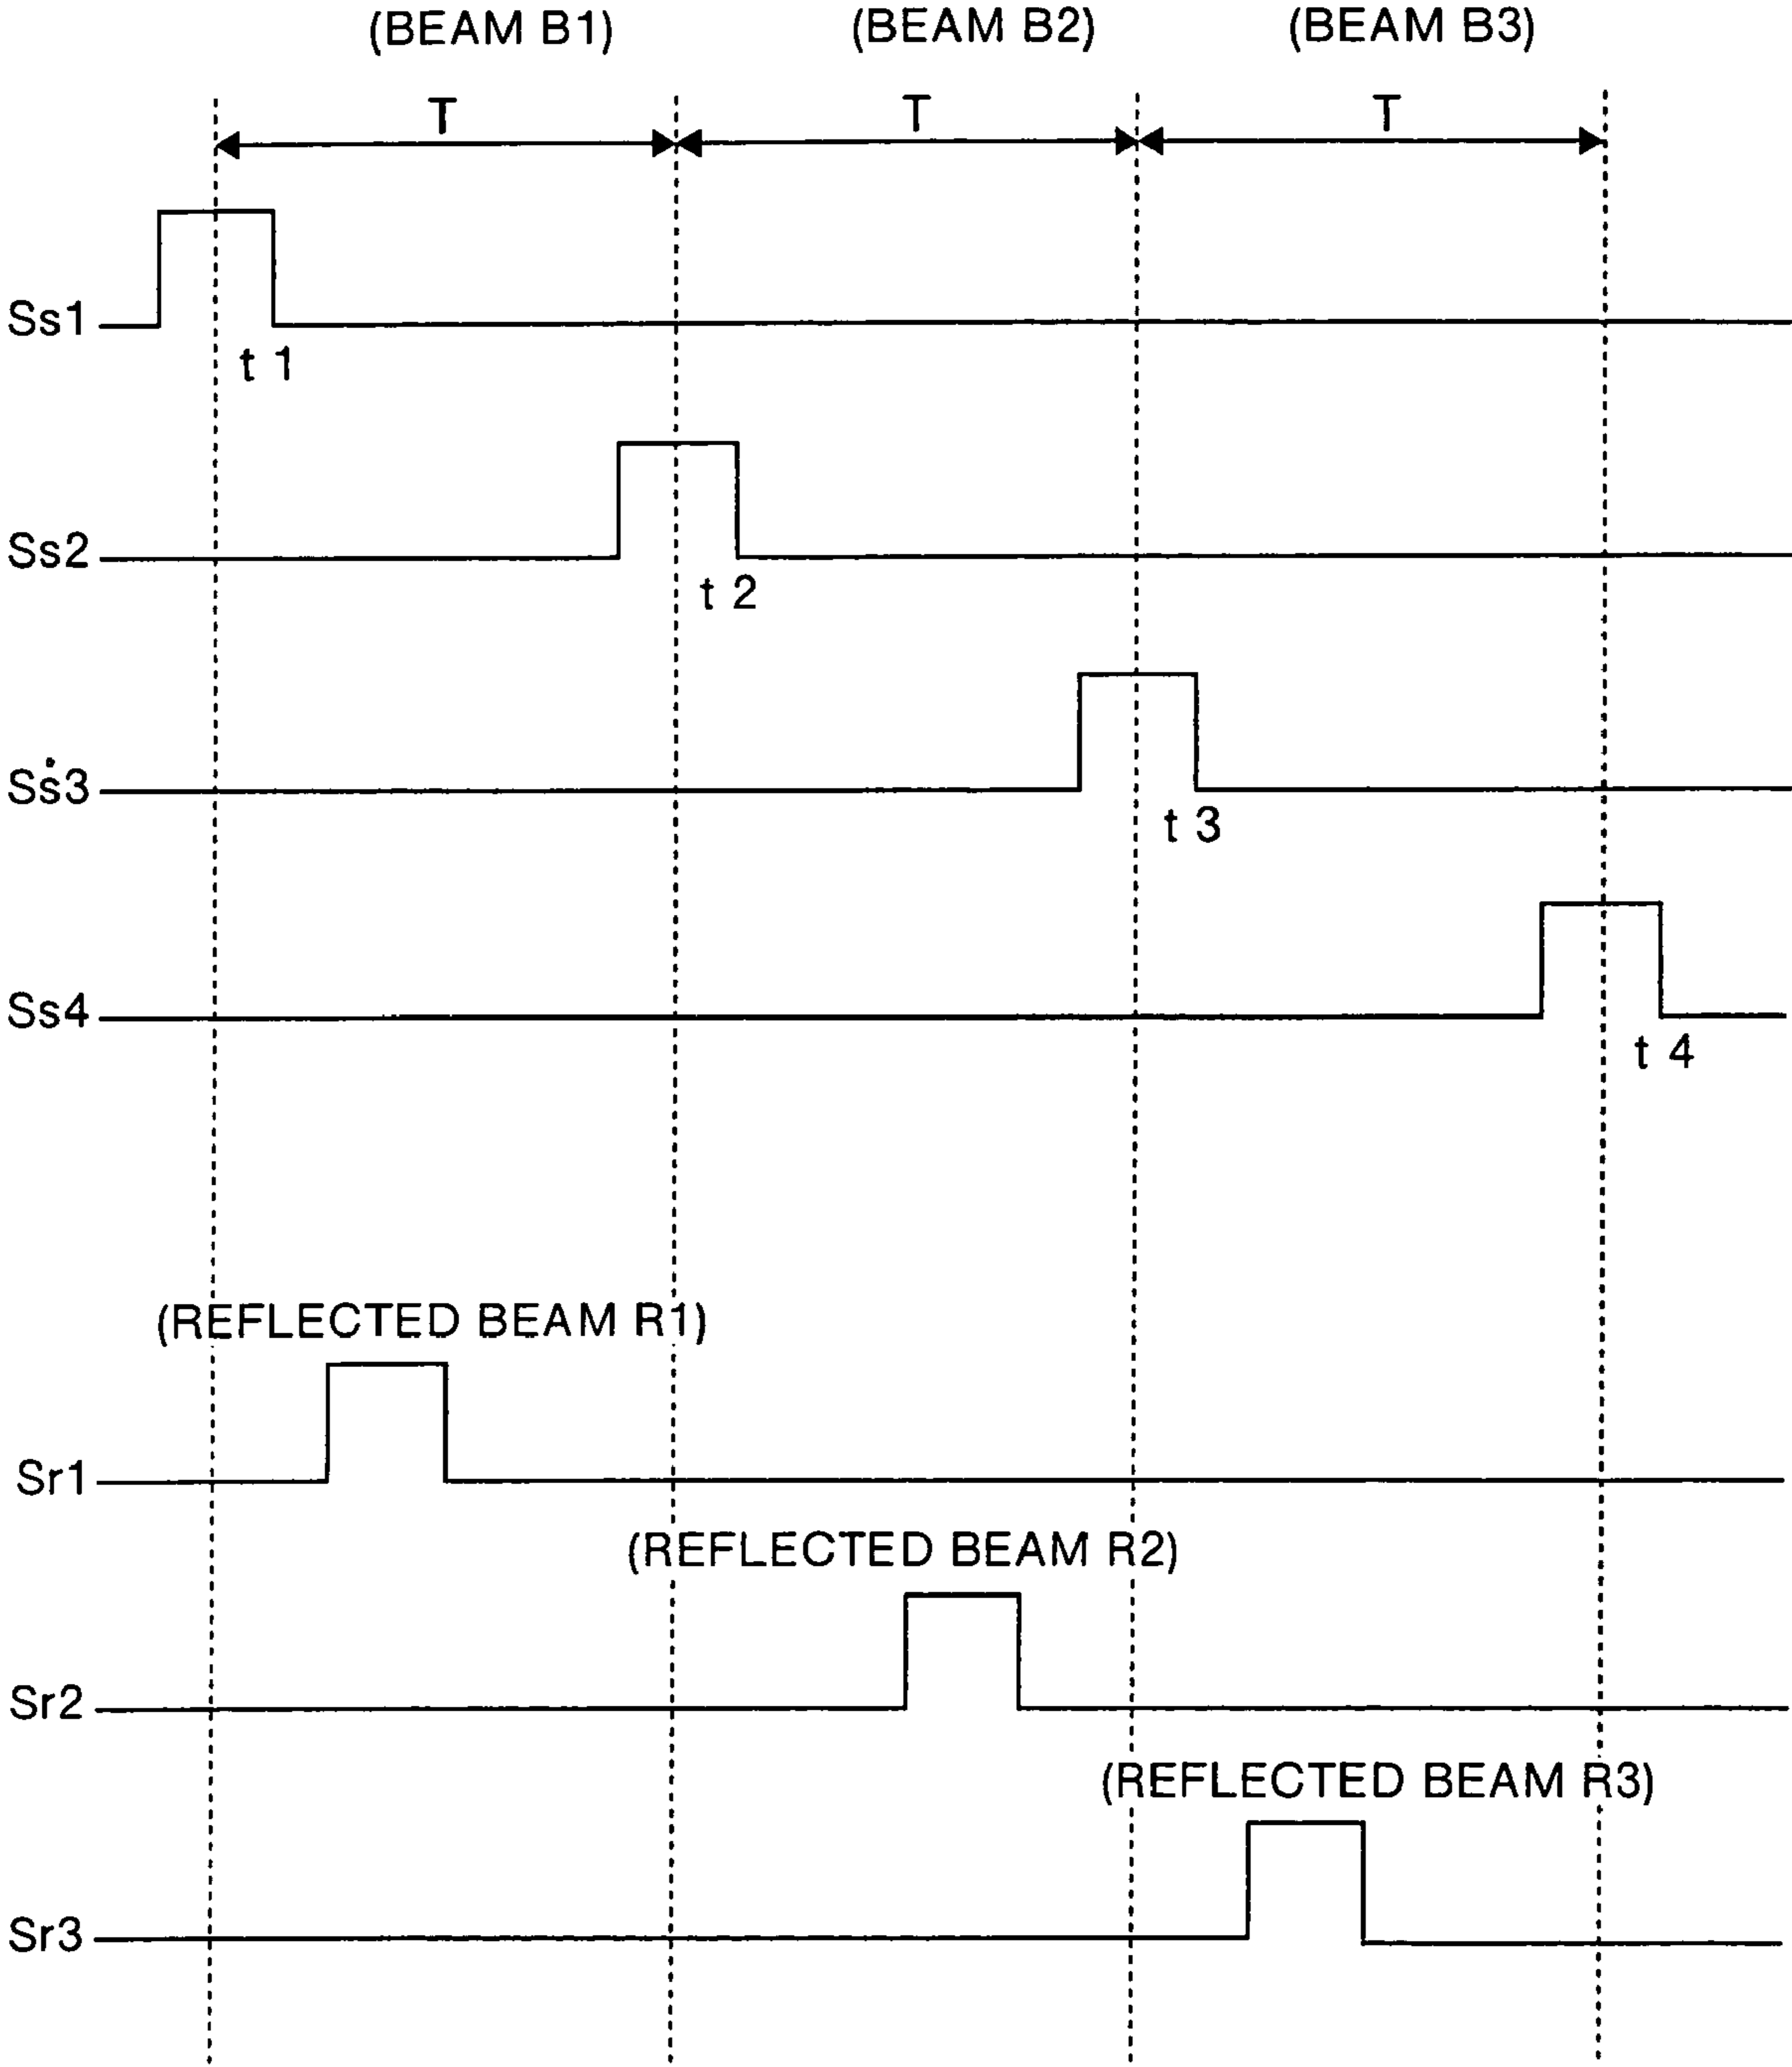 (BEAM B1) (BEAM B2) (BEAM B3)
T T T
Ss1
t 1
Ss2
t 2
Ss3
t 3
Ss4
t 4
(REFLECTED BEAM R1)
Sr1
(REFLECTED BEAM R2)
Sr2
(REFLECTED BEAM R3)
Sr3